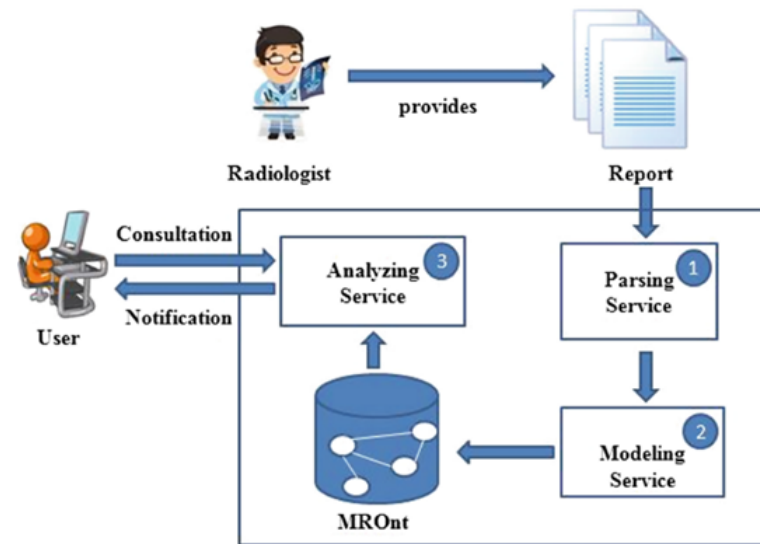 provides
Radiologist
Report
Consultation
Notification
User
3
Analyzing
Service
1
Parsing
Service
2
Modeling
Service
MROnt